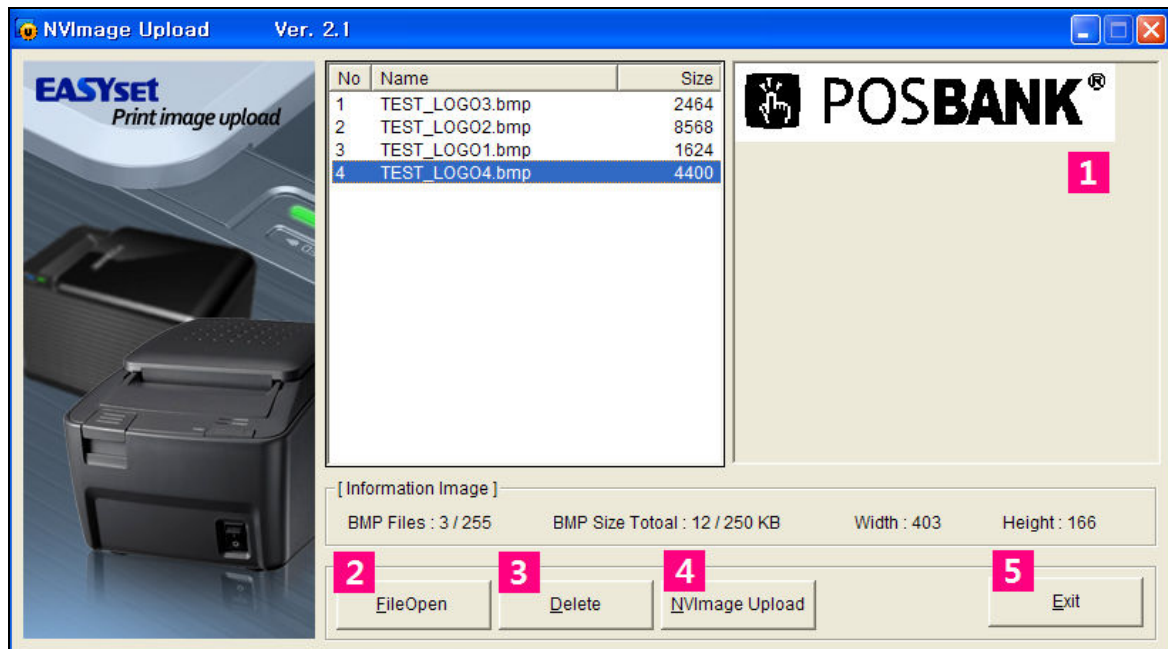 NVImage Upload Ver. 2.1
EASYset
Print image upload
No Name Size
1 TEST_LOGO3.bmp 2464
2 TEST_LOGO2.bmp 8568
3 TEST_LOGO1.bmp 1624
4 TEST_LOGO4.bmp 4400
POSBANK®
1
[ Information Image ]
BMP Files : 3 / 255 BMP Size Totoal : 12 / 250 KB Width : 403 Height : 166
2 3 4 5
FileOpen Delete NVImage Upload Exit